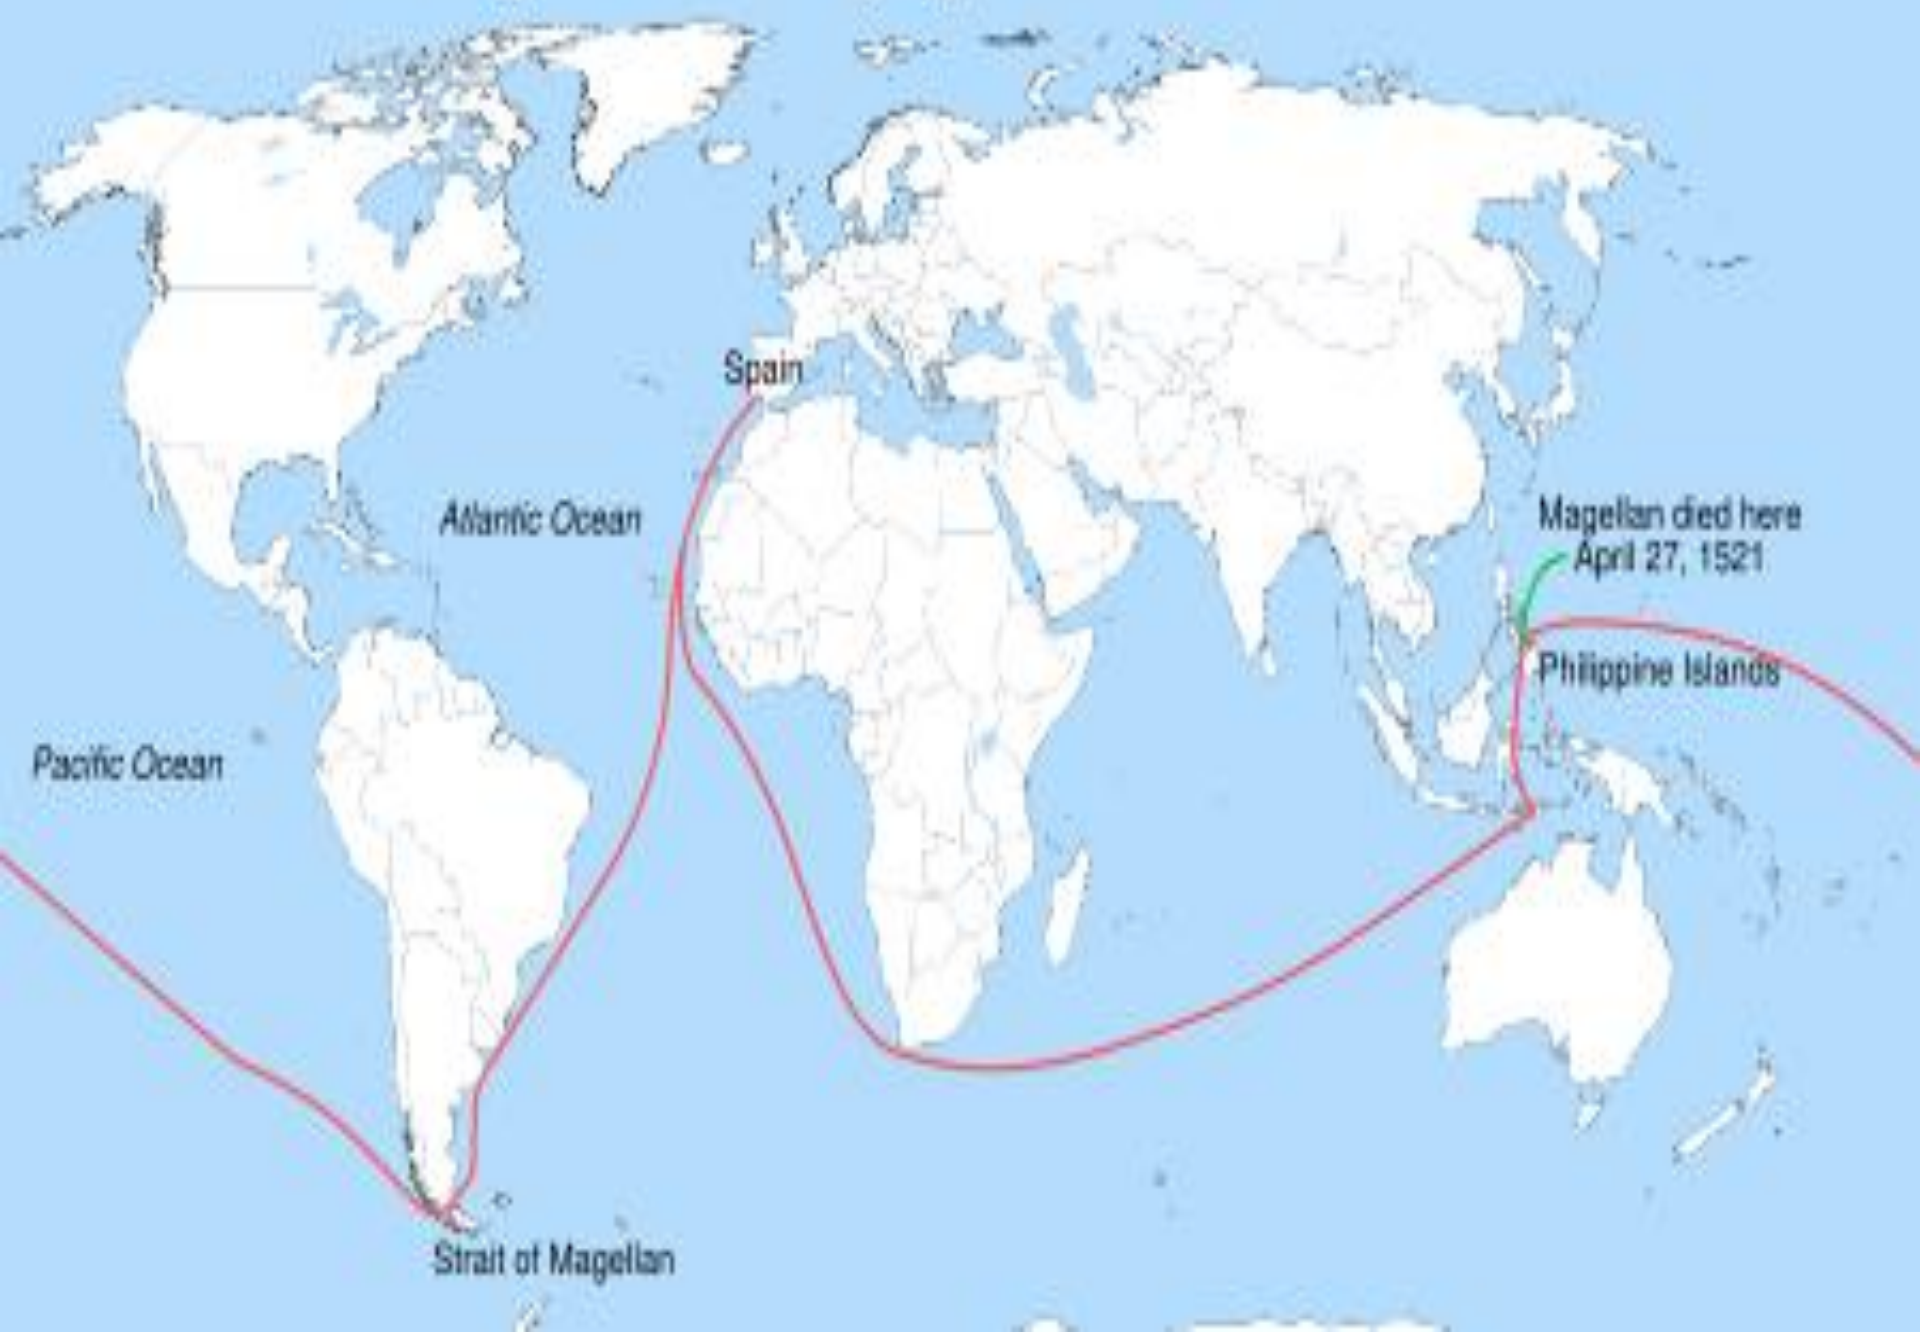 Spain
Atlantic Ocean
Magellan died here
April 27, 1521
Philippine Islands
Pacific Ocean
Strait of Magellan